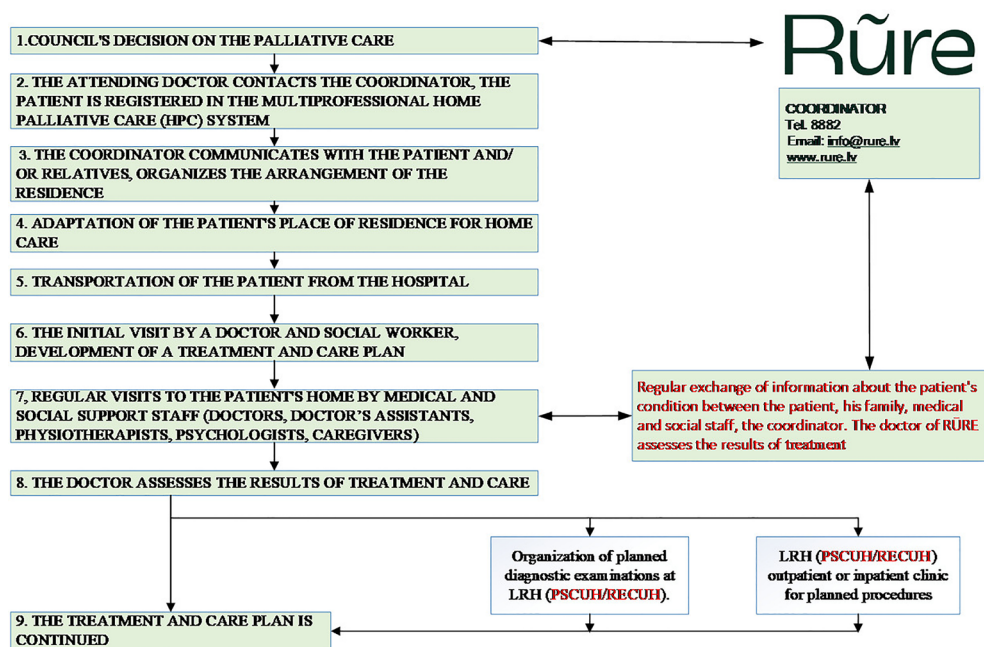 1.COUNCIL'S DECISION ON THE PALLIATIVE CARE
Rũre
2. THE ATTENDING DOCTOR CONTACTS THE COORDINATOR, THE
PATIENT IS REGISTERED IN THE MULTIPROFESSIONAL HOME
PALLIATIVE CARE (HPC) SYSTEM
COORDINATOR
Tel. 8882
Email: info@rure.lv
www.rure.lv
3. THE COORDINATOR COMMUNICATES WITH THE PATIENT AND/
OR RELATIVES, ORGANIZES THE ARRANGEMENT OF THE
RESIDENCE
4. ADAPTATION OF THE PATIENT'S PLACE OF RESIDENCE FOR HOME
CARE
5. TRANSPORTATION OF THE PATIENT FROM THE HOSPITAL
6. THE INITIAL VISIT BY A DOCTOR AND SOCIAL WORKER,
DEVELOPMENT OF A TREATMENT AND CARE PLAN
7, REGULAR VISITS TO THE PATIENT'S HOME BY MEDICAL AND
SOCIAL SUPPORT STAFF (DOCTORS, DOCTOR'S ASSISTANTS,
PHYSIOTHERAPISTS, PSYCHOLOGISTS, CAREGIVERS)
Regular exchange of information about the patient's
condition between the patient, his family, medical
and social staff, the coordinator. The doctor of RŪRE
assesses the results of treatment
8. THE DOCTOR ASSESSES THE RESULTS OF TREATMENT AND CARE
Organization of planned
diagnostic examinations at
LRH (PSCUH/RECUH).
LRH (PSCUH/RECUH)
outpatient or inpatient clinic
for planned procedures
9. THE TREATMENT AND CARE PLAN IS
CONTINUED